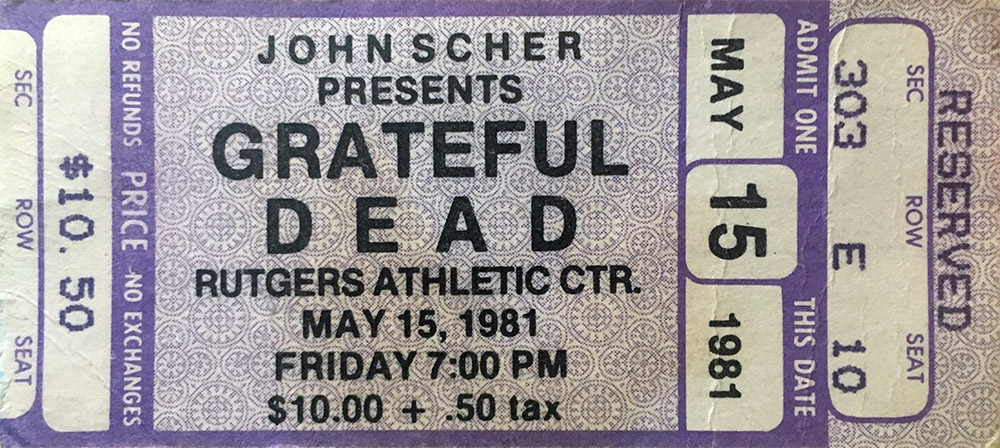 SEC ROW SEAT
$10.50
NO REFUNDS PRICE -NO EXCHANGES
JOHN SCHER
PRESENTS
GRATEFUL
DEAD
RUTGERS ATHLETIC CTR.
MAY 15, 1981
FRIDAY 7:00 PM
$10.00 + .50 tax
MAY 15 1981
ADMIT ONE THIS DATE
303 E 10
SEC ROW SEAT
RESERVED